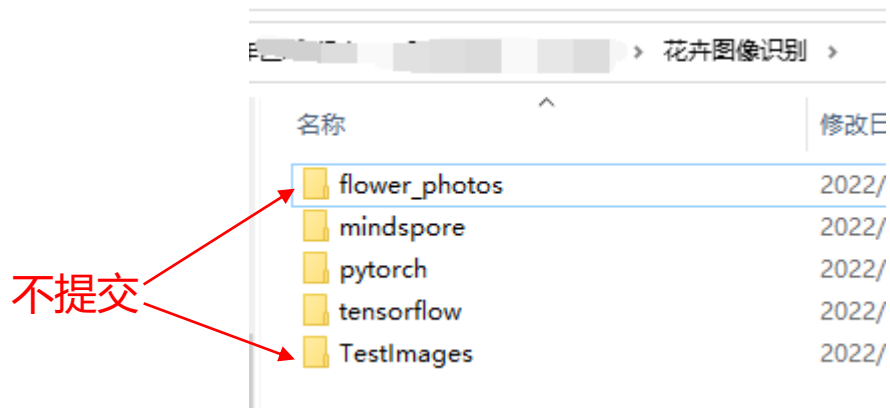 花卉图像识别
名称 修改日
flower_photos 2022/
mindspore 2022/
pytorch 2022/
不提交
tensorflow 2022/
TestImages 2022/